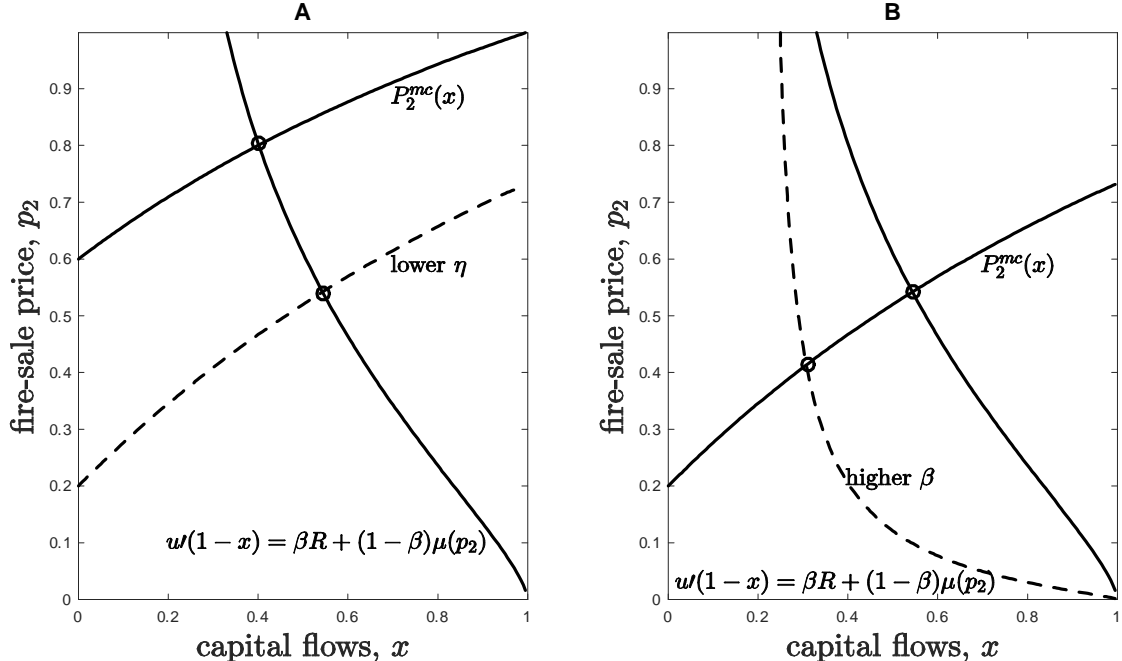 A
fire-sale price, p₂
0.9
0.8
0.7
0.6
0.5
0.4
0.3
0.2
0.1
0
P₂ᵐᶜ(x)
lower η
u′(1 − x) = βR + (1 − β)μ(p₂)
0 0.2 0.4 0.6 0.8 1
capital flows, x
B
fire-sale price, p₂
0.9
0.8
0.7
0.6
0.5
0.4
0.3
0.2
0.1
0
P₂ᵐᶜ(x)
higher β
u′(1 − x) = βR + (1 − β)μ(p₂)
0 0.2 0.4 0.6 0.8 1
capital flows, x